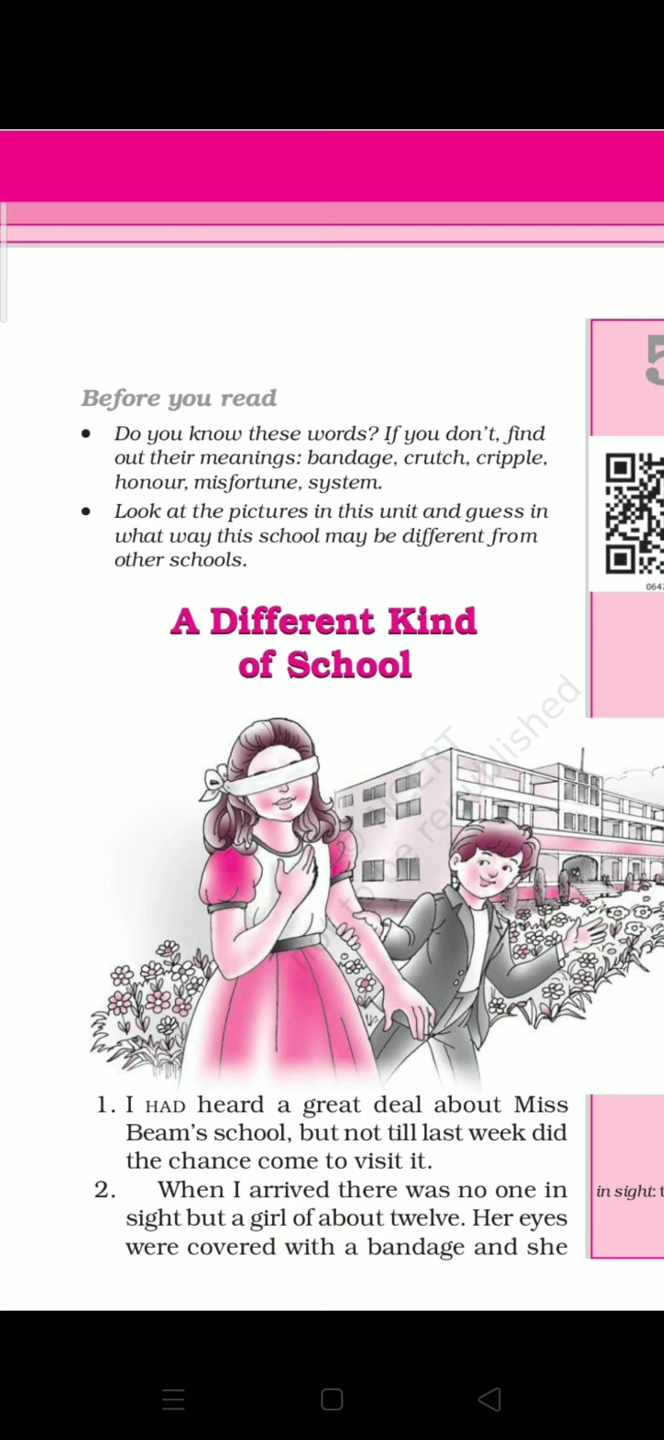 5
Before you read
• Do you know these words? If you don't, find
out their meanings: bandage, crutch, cripple,
honour, misfortune, system.
• Look at the pictures in this unit and guess in
what way this school may be different from
other schools.
064
A Different Kind
of School
1. I HAD heard a great deal about Miss
Beam's school, but not till last week did
the chance come to visit it.
2. When I arrived there was no one in
sight but a girl of about twelve. Her eyes
were covered with a bandage and she
in sight: t